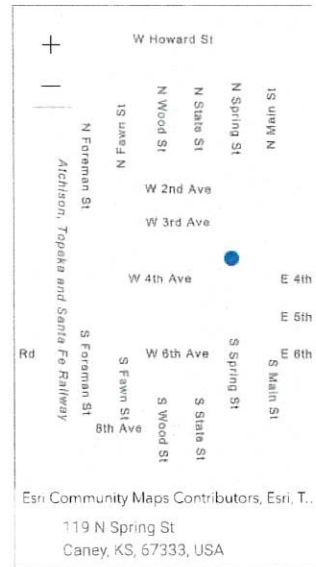 +
W Howard St
—
N Foreman St
N Fawn St
N Wood St
N State St
N Spring St
N Main St
Atchison, Topeka and Santa Fe Railway
W 2nd Ave
W 3rd Ave
W 4th Ave
E 4th
E 5th
Rd
W 6th Ave
E 6th
S Foreman St
S Fawn St
S Wood St
S State St
S Spring St
S Main St
8th Ave
Esri Community Maps Contributors, Esri, T...
119 N Spring St
Caney, KS, 67333, USA